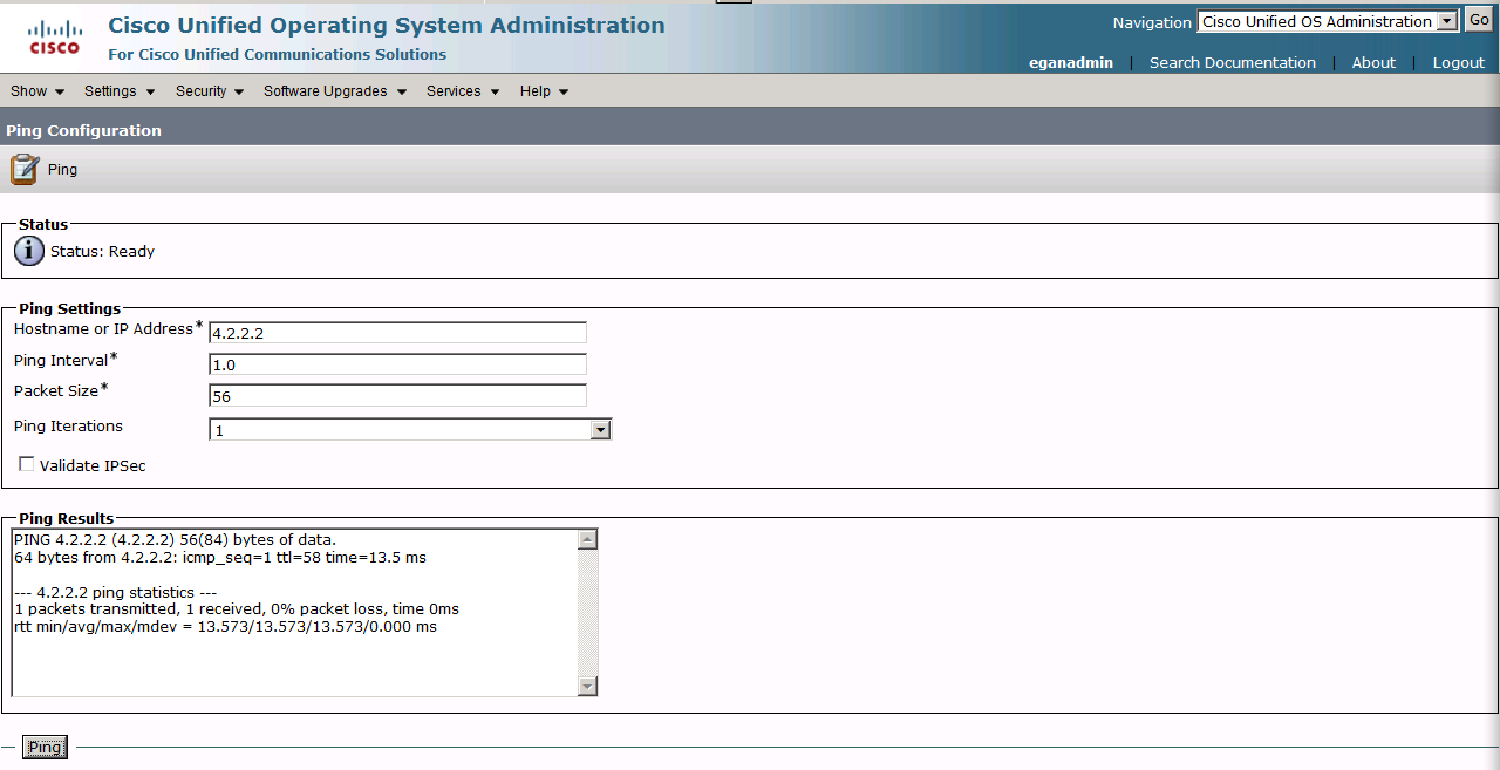 Cisco Unified Operating System Administration
Navigation Cisco Unified OS Administration Go
CISCO
For Cisco Unified Communications Solutions
eganadmin | Search Documentation | About | Logout
Show Settings Security Software Upgrades Services Help
Ping Configuration
Ping
Status
i Status: Ready
Ping Settings
Hostname or IP Address* 4.2.2.2
Ping Interval* 1.0
Packet Size* 56
Ping Iterations 1
Validate IPSec
Ping Results
PING 4.2.2.2 (4.2.2.2) 56(84) bytes of data.
64 bytes from 4.2.2.2: icmp_seq=1 ttl=58 time=13.5 ms
--- 4.2.2.2 ping statistics ---
1 packets transmitted, 1 received, 0% packet loss, time 0ms
rtt min/avg/max/mdev = 13.573/13.573/13.573/0.000 ms
Ping